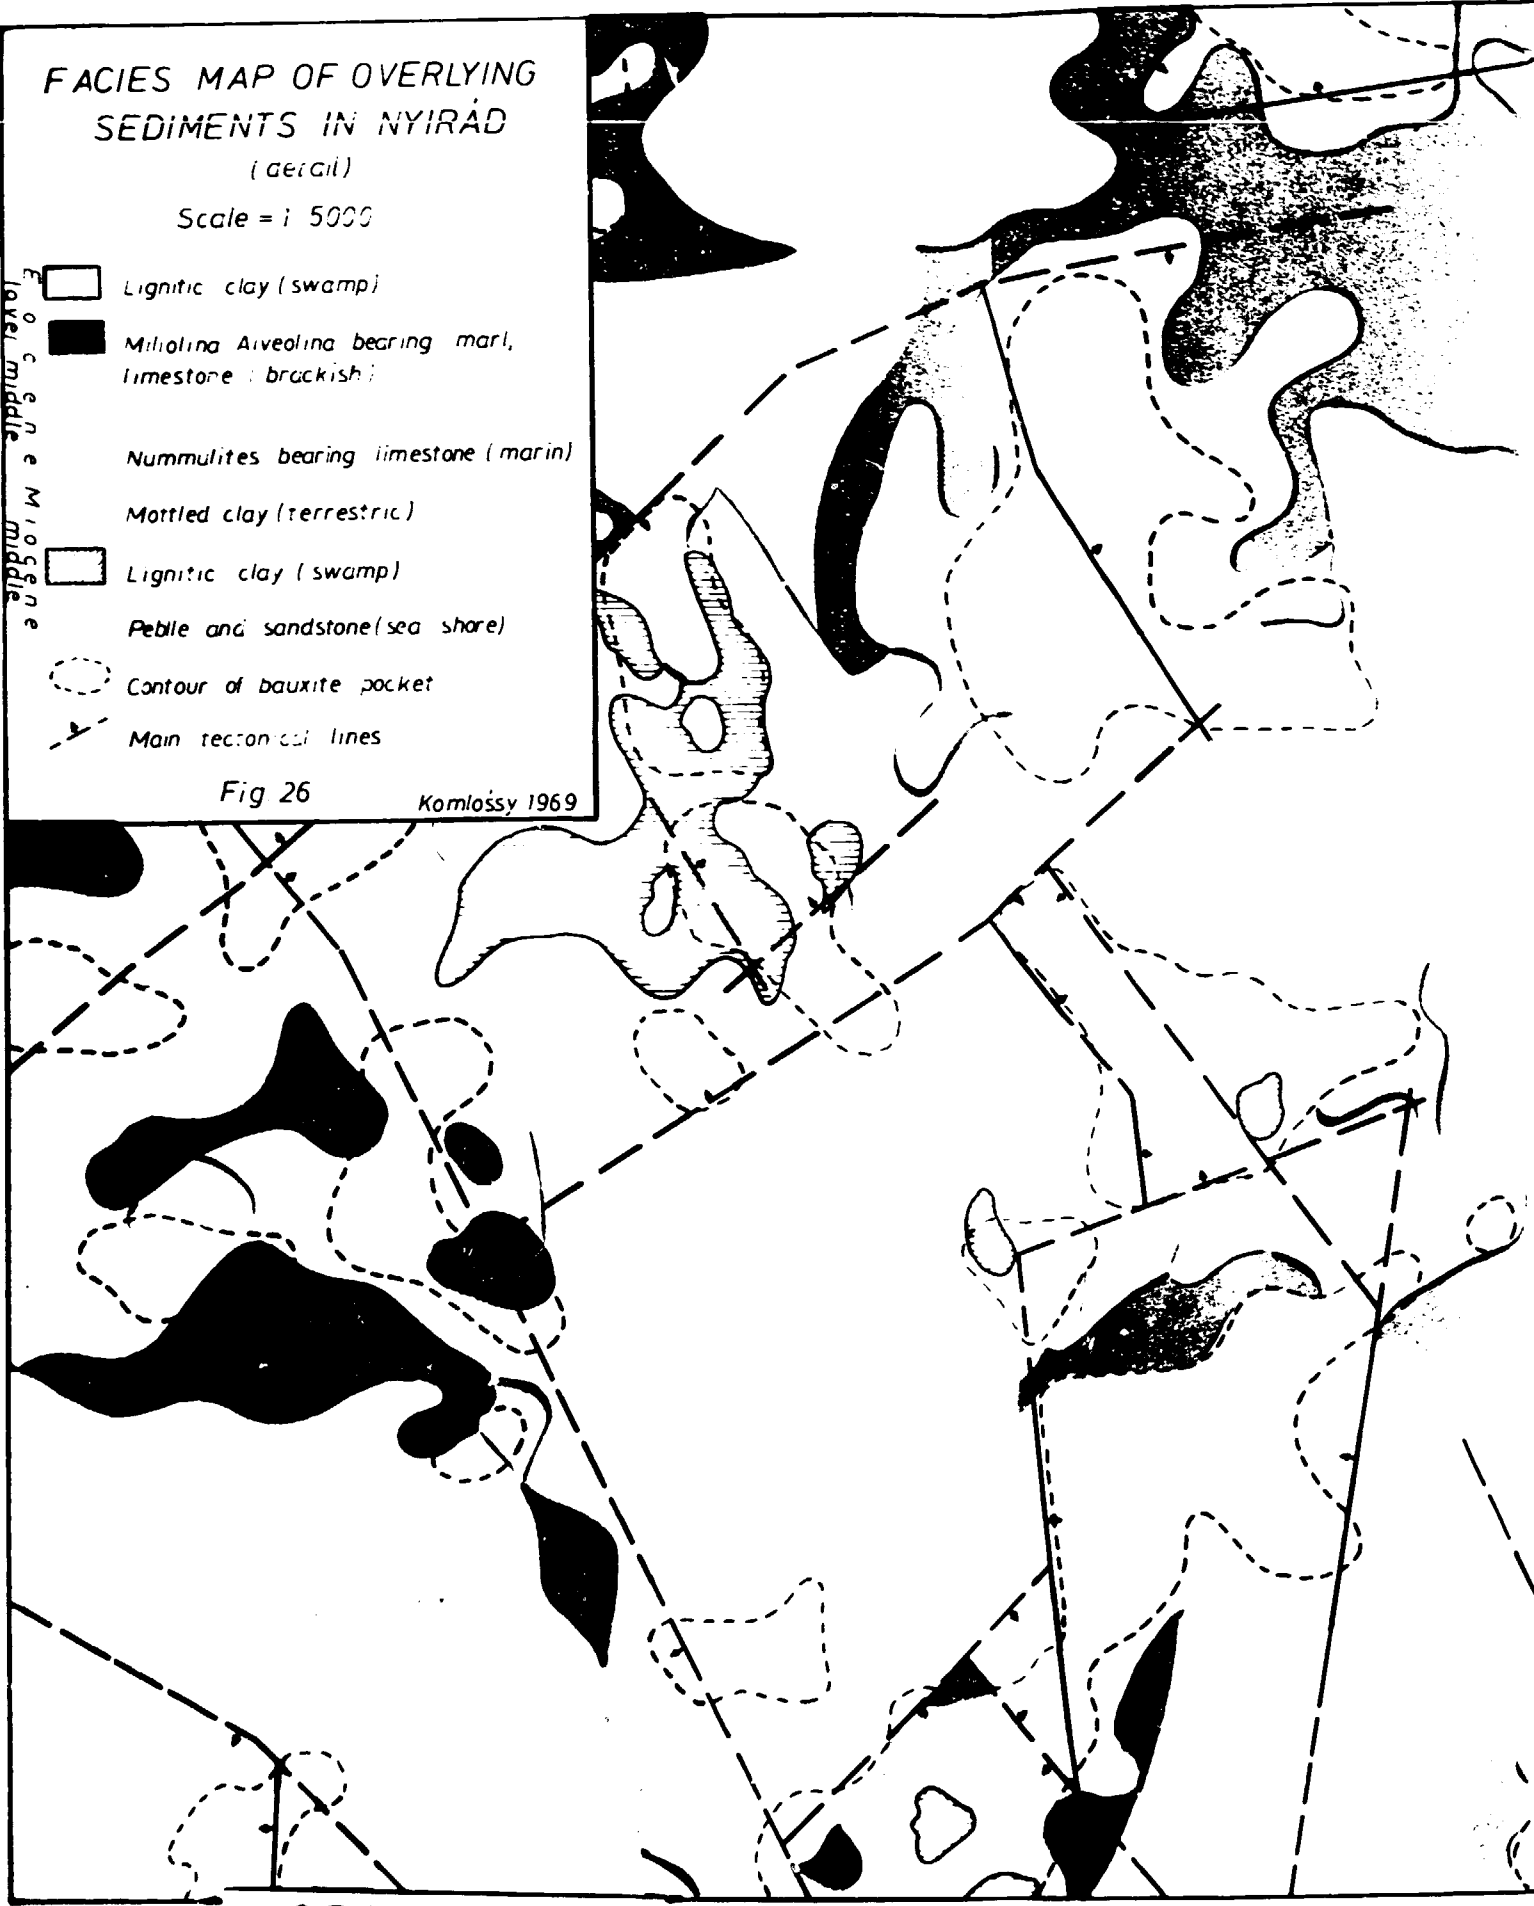 FACIES MAP OF OVERLYING
SEDIMENTS IN NYIRÁD
Scale = 1 5000
Lignitic clay (swamp)
Miliolina Alveolina bearing marl,
limestone (brackish)
Nummulites bearing limestone (marin)
Mottled clay (terrestric)
Lignitic clay (swamp)
Peblle and sandstone (sea shore)
Contour of bauxite pocket
Main tectonical lines
Eocene Miocene
middle middle
Fig 26
Komlóssy 1969